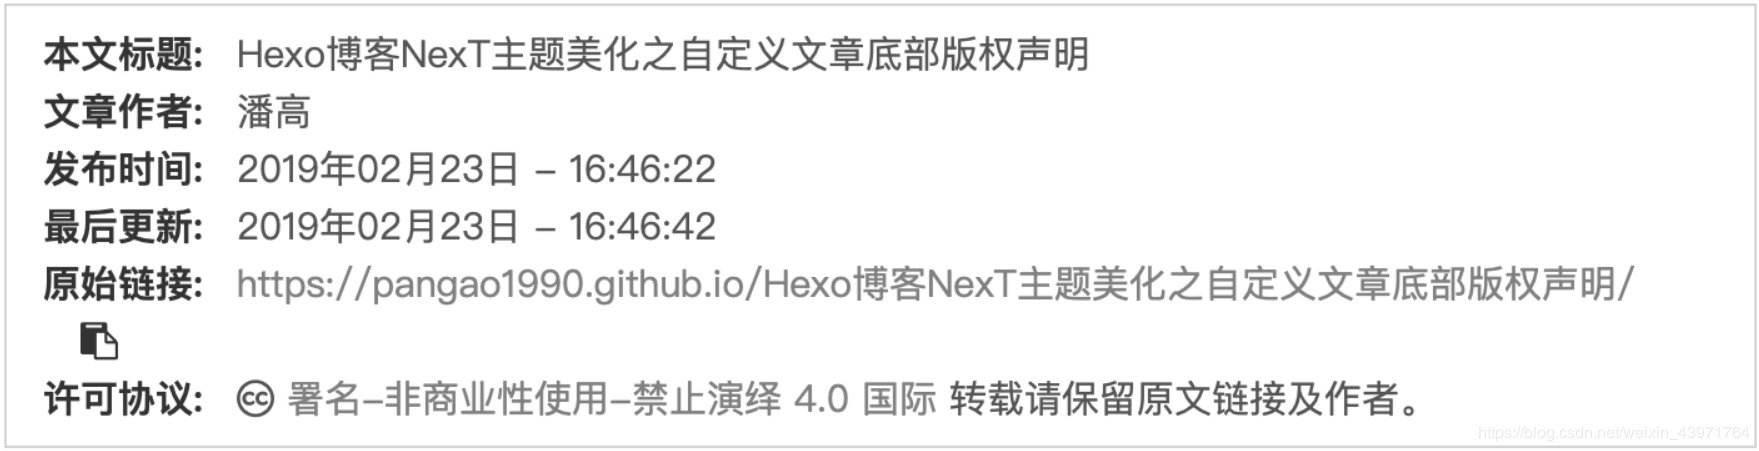 本文标题: Hexo博客NexT主题美化之自定义文章底部版权声明
文章作者: 潘高
发布时间: 2019年02月23日 – 16:46:22
最后更新: 2019年02月23日 – 16:46:42
原始链接: https://pangao1990.github.io/Hexo博客NexT主题美化之自定义文章底部版权声明/
许可协议: cc 署名–非商业性使用–禁止演绎 4.0 国际 转载请保留原文链接及作者。
https://blog.csdn.net/weixin_43971764